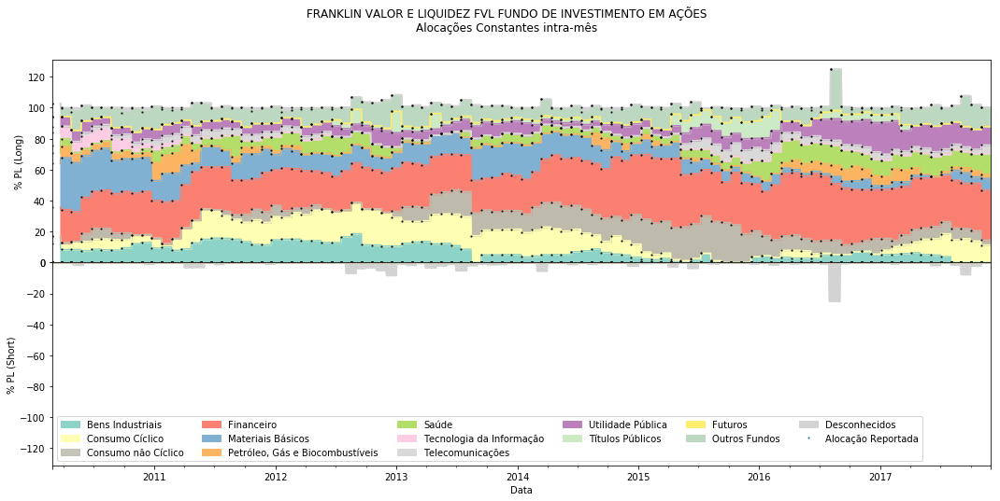 FRANKLIN VALOR E LIQUIDEZ FVL FUNDO DE INVESTIMENTO EM AÇÕES
Alocações Constantes intra-mês
% PL (Long)
120
100
80
60
40
20
0
0
−20
−40
−60
−80
−100
−120
% PL (Short)
Bens Industriais
Consumo Cíclico
Consumo não Cíclico
Financeiro
Materiais Básicos
Petróleo, Gás e Biocombustíveis
Saúde
Tecnologia da Informação
Telecomunicações
Utilidade Pública
Títulos Públicos
Futuros
Outros Fundos
Desconhecidos
Alocação Reportada
2011 2012 2013 2014 2015 2016 2017
Data